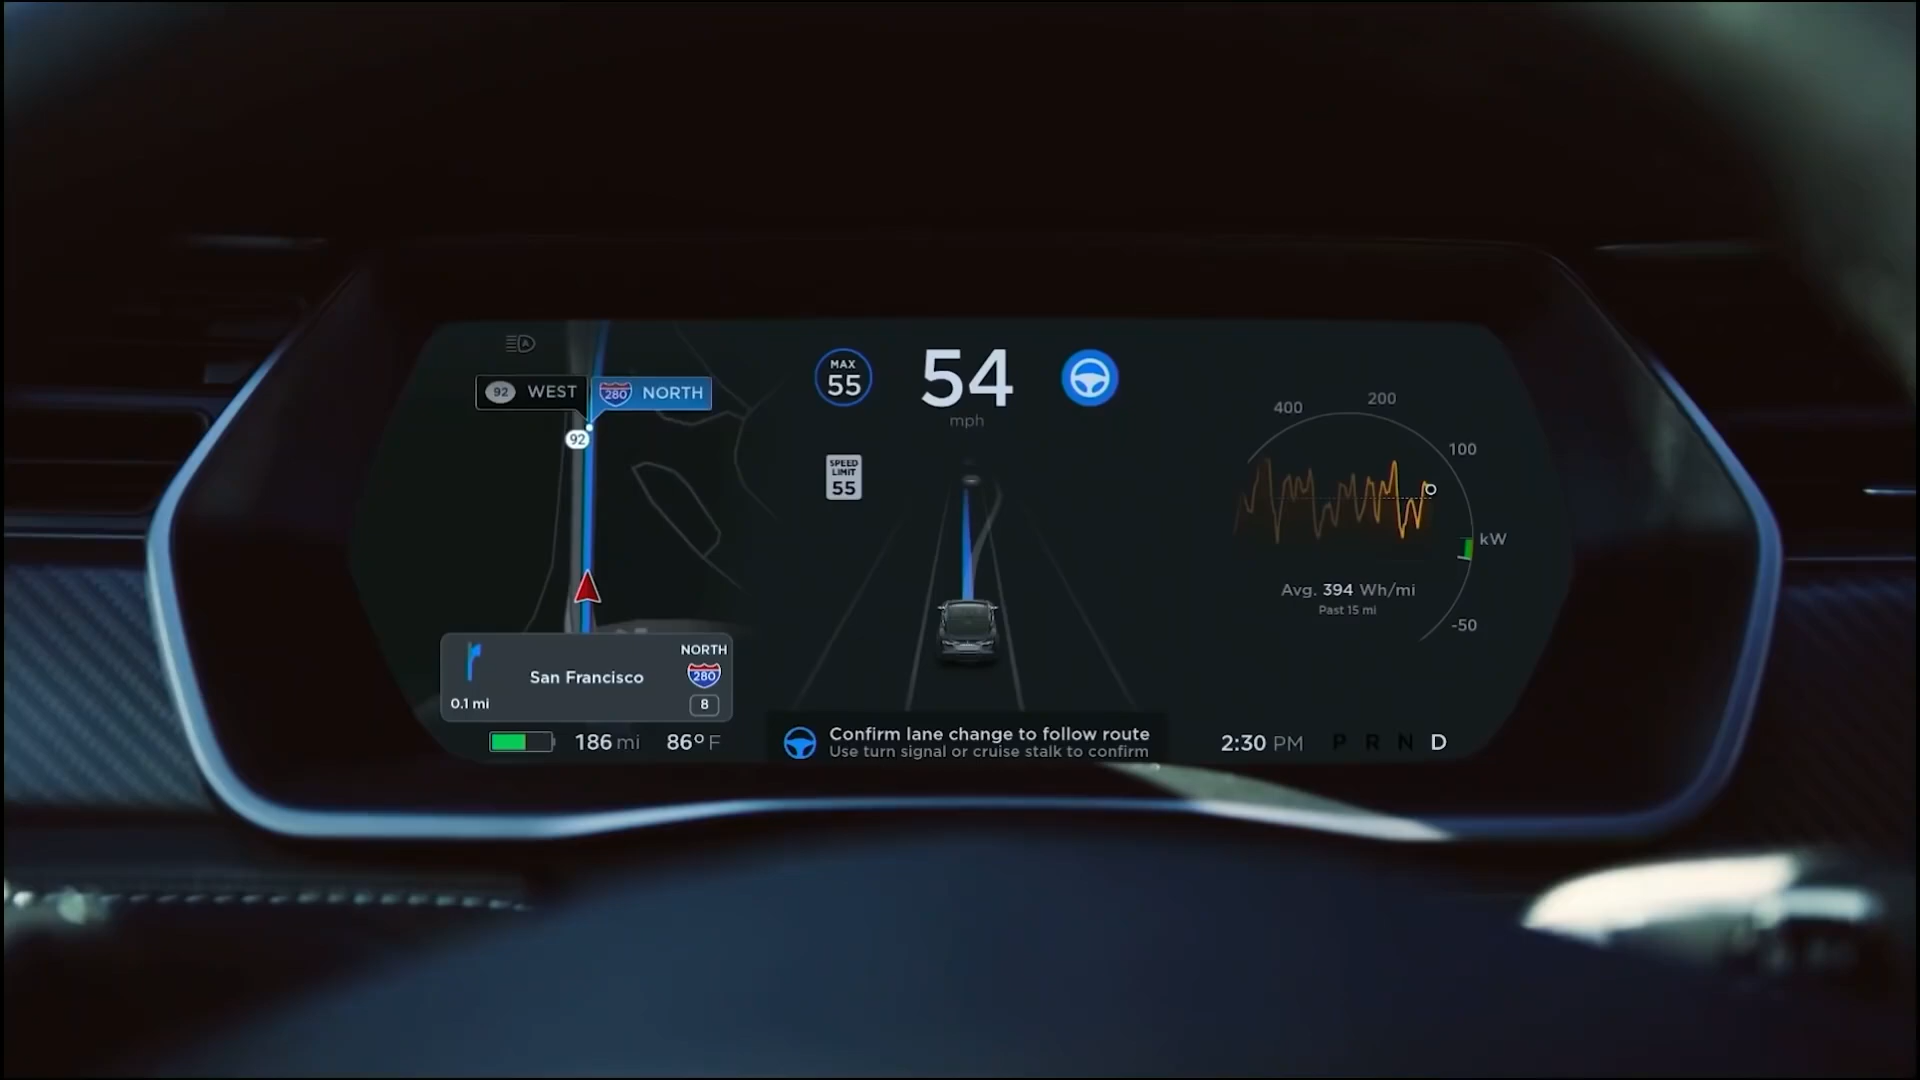 A
92 WEST
280 NORTH
92
NORTH
San Francisco
280
0.1 mi
8
186 mi
86° F
MAX
55
54
mph
SPEED
LIMIT
55
Confirm lane change to follow route
Use turn signal or cruise stalk to confirm
400
200
100
kW
-50
Avg. 394 Wh/mi
Past 15 mi
2:30 PM
P R N D